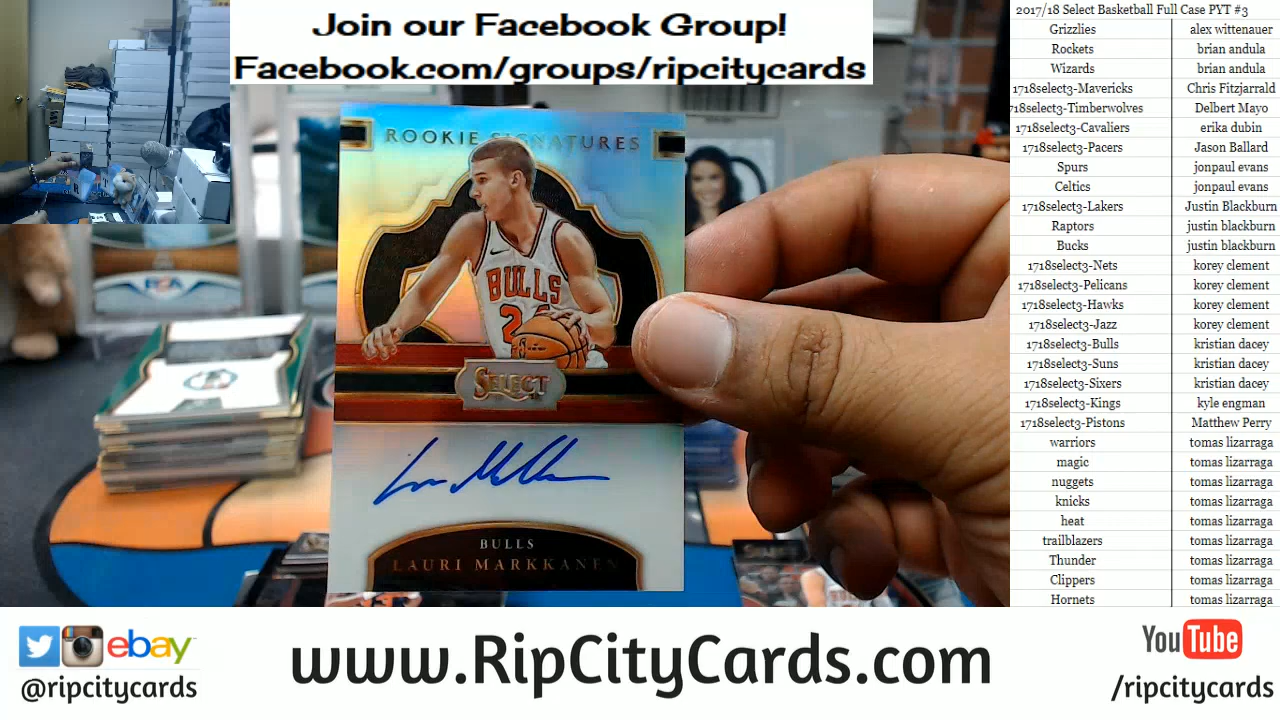 Join our Facebook Group!
Facebook.com/groups/ripcitycards
2017/18 Select Basketball Full Case PYT #3
Grizzlies alex wittenauer
Rockets brian andula
Wizards brian andula
1718select3-Mavericks Chris Fitzjarrald
718select3-Timberwolves Delbert Mayo
1718select3-Cavaliers erika dubin
1718select3-Pacers Jason Ballard
Spurs jonpaul evans
Celtics jonpaul evans
1718select3-Lakers Justin Blackburn
Raptors justin blackburn
Bucks justin blackburn
1718select3-Nets korey clement
1718select3-Pelicans korey clement
1718select3-Hawks korey clement
1718select3-Jazz korey clement
1718select3-Bulls kristian dacey
1718select3-Suns kristian dacey
1718select3-Sixers kristian dacey
1718select3-Kings kyle engman
1718select3-Pistons Matthew Perry
warriors tomas lizarraga
magic tomas lizarraga
nuggets tomas lizarraga
knicks tomas lizarraga
heat tomas lizarraga
trailblazers tomas lizarraga
Thunder tomas lizarraga
Clippers tomas lizarraga
Hornets tomas lizarraga
ROOKIE SIGNATURES
BULLS
SELECT
BULLS
LAURI MARKKANEN
ebay
@ripcitycards
www.RipCityCards.com
YouTube
/ripcitycards